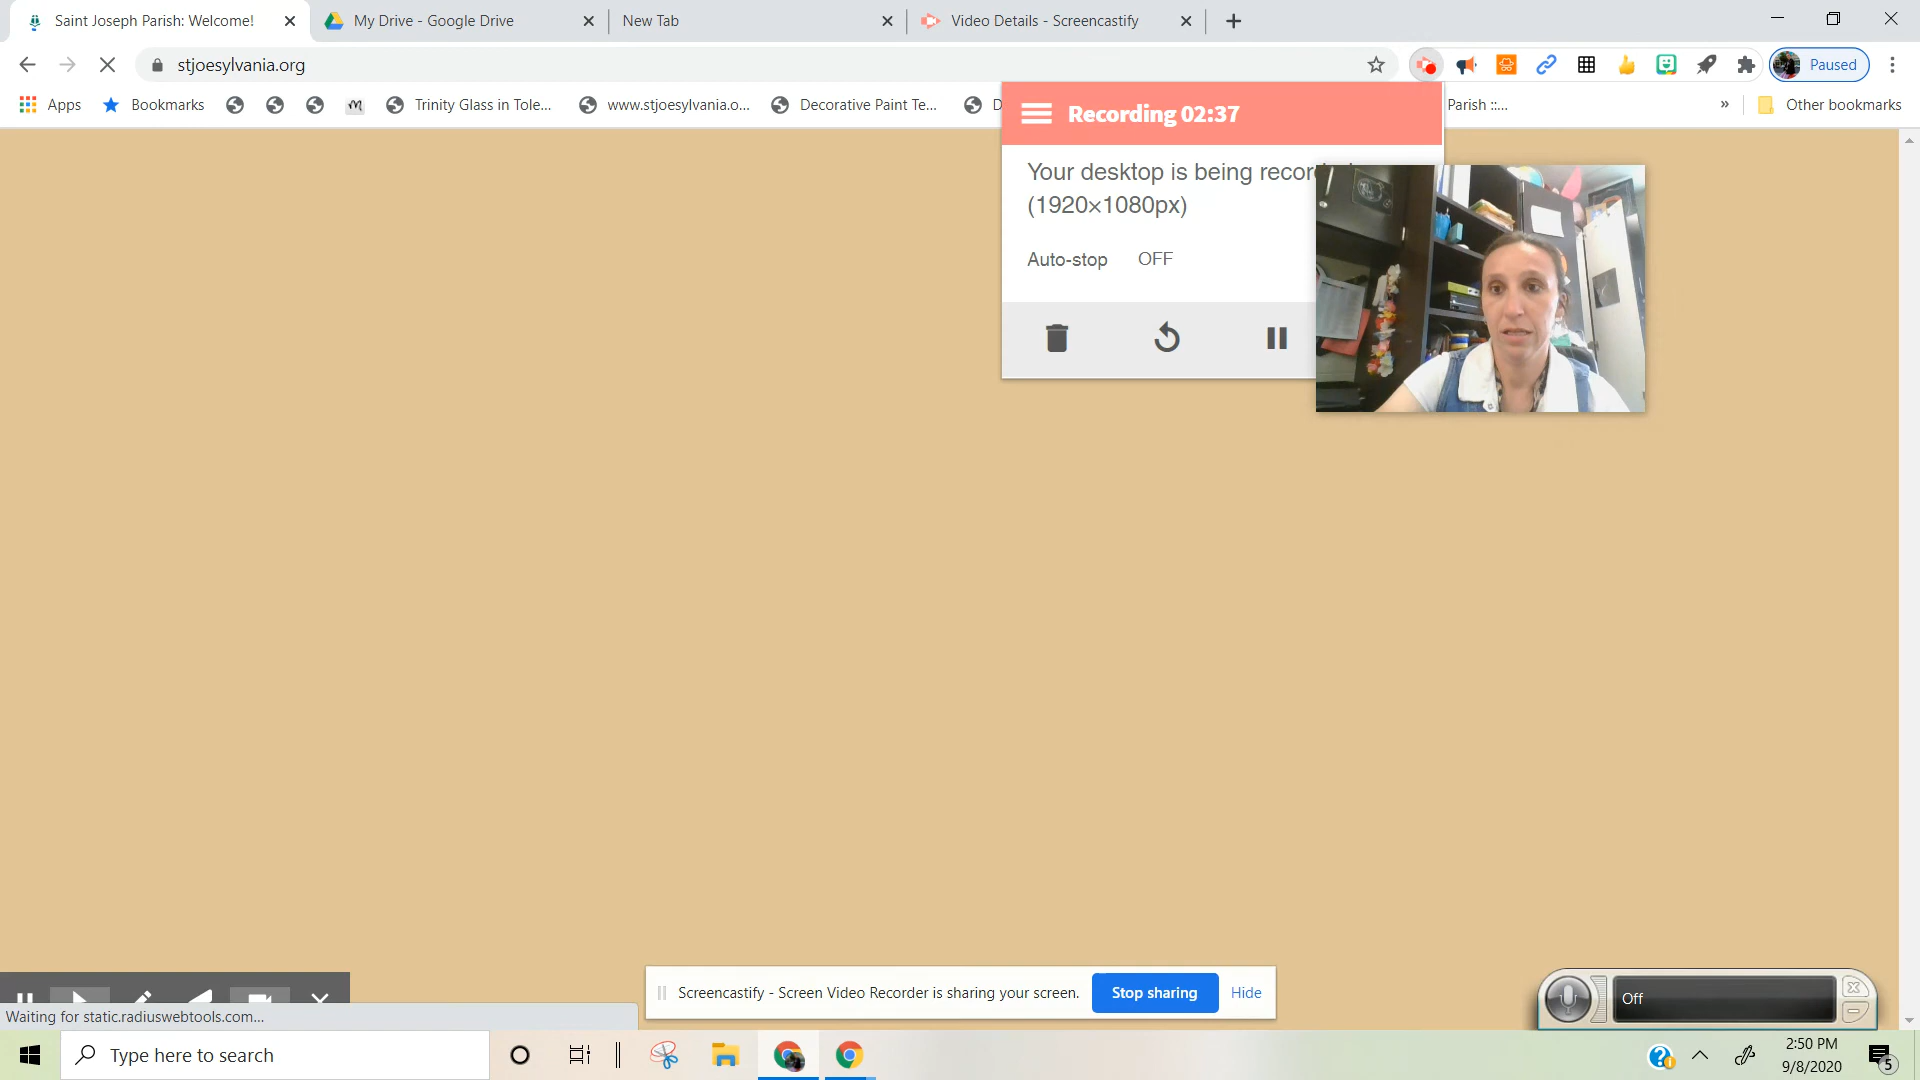 Saint Joseph Parish: Welcome!
My Drive - Google Drive
New Tab
Video Details - Screencastify
stjoesylvania.org
Paused
Apps
Bookmarks
Trinity Glass in Tole...
www.stjoesylvania.o...
Decorative Paint Te...
D
Parish ::...
»
Other bookmarks
Recording 02:37
Your desktop is being
(1920×1080px)
Auto-stop OFF
Screencastify - Screen Video Recorder is sharing your screen.
Stop sharing
Hide
Off
Waiting for static.radiuswebtools.com...
Type here to search
2:50 PM
9/8/2020
5